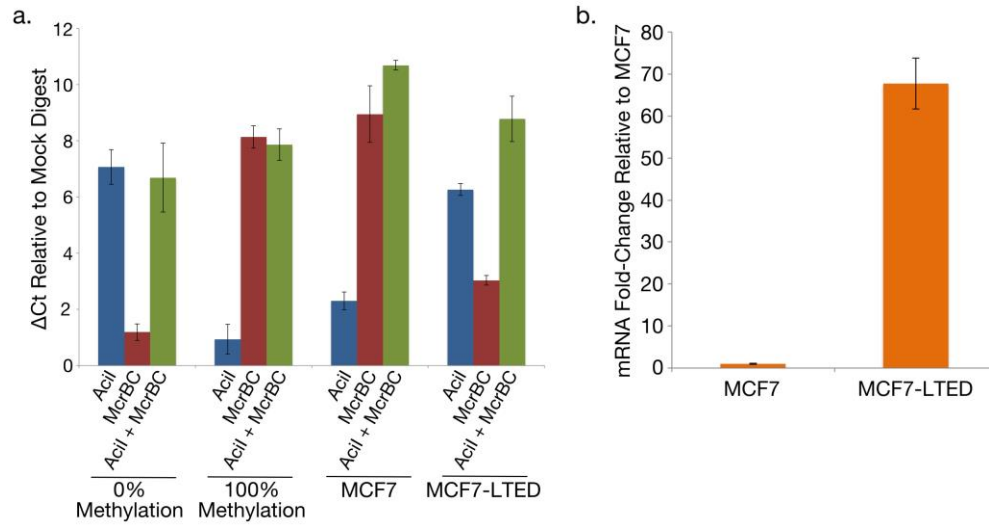 a.
ΔCt Relative to Mock Digest
12
10
8
6
4
2
0
AciI
McrBC
AciI + McrBC
AciI
McrBC
AciI + McrBC
AciI
McrBC
AciI + McrBC
AciI
McrBC
AciI + McrBC
0%
Methylation
100%
Methylation
MCF7
MCF7-LTED
b.
mRNA Fold-Change Relative to MCF7
80
70
60
50
40
30
20
10
0
MCF7
MCF7-LTED